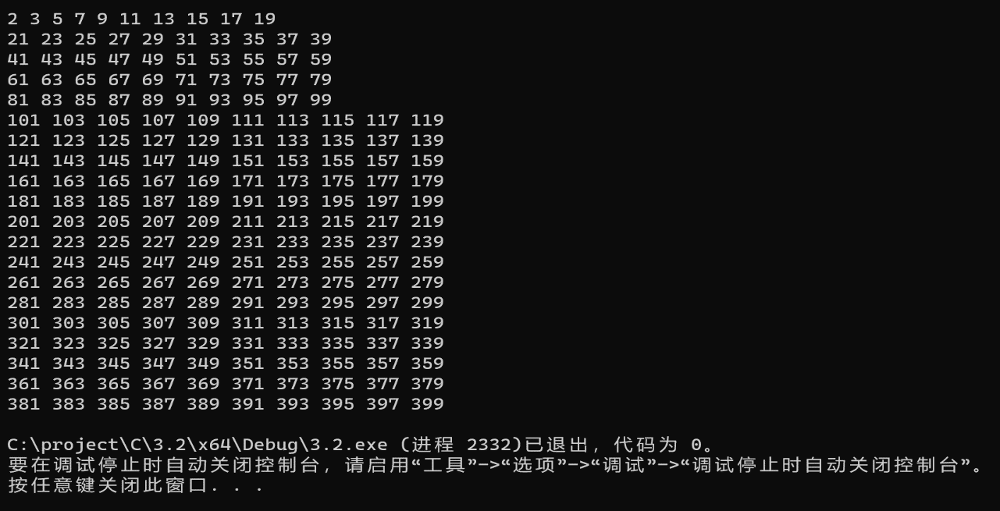 2 3 5 7 9 11 13 15 17 19
21 23 25 27 29 31 33 35 37 39
41 43 45 47 49 51 53 55 57 59
61 63 65 67 69 71 73 75 77 79
81 83 85 87 89 91 93 95 97 99
101 103 105 107 109 111 113 115 117 119
121 123 125 127 129 131 133 135 137 139
141 143 145 147 149 151 153 155 157 159
161 163 165 167 169 171 173 175 177 179
181 183 185 187 189 191 193 195 197 199
201 203 205 207 209 211 213 215 217 219
221 223 225 227 229 231 233 235 237 239
241 243 245 247 249 251 253 255 257 259
261 263 265 267 269 271 273 275 277 279
281 283 285 287 289 291 293 295 297 299
301 303 305 307 309 311 313 315 317 319
321 323 325 327 329 331 333 335 337 339
341 343 345 347 349 351 353 355 357 359
361 363 365 367 369 371 373 375 377 379
381 383 385 387 389 391 393 395 397 399
C:\project\C\3.2\x64\Debug\3.2.exe (进程 2332)已退出，代码为 0。
要在调试停止时自动关闭控制台，请启用“工具”->“选项”->“调试”->“调试停止时自动关闭控制台”。
按任意键关闭此窗口. . .